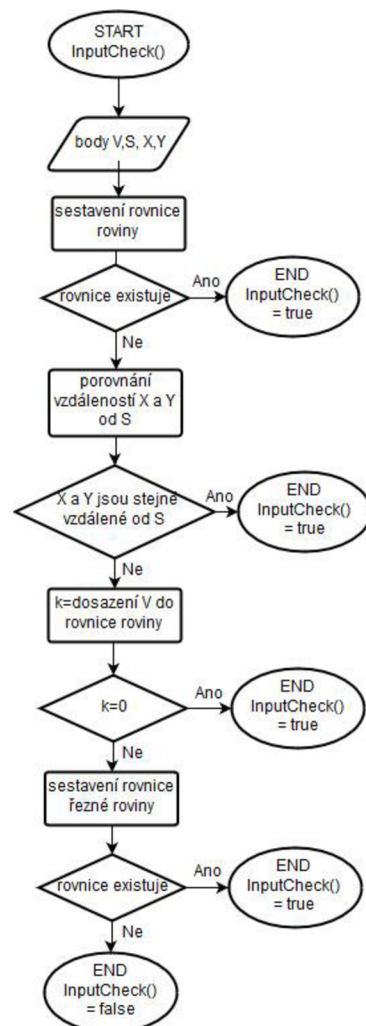 START
InputCheck()
body V,S, X,Y
sestavení rovnice
roviny
rovnice existuje
Ano
END
InputCheck()
= true
Ne
porovnání
vzdáleností X a Y
od S
X a Y jsou stejně
vzdálené od S
Ano
END
InputCheck()
= true
Ne
k=dosazení V do
rovnice roviny
k=0
Ano
END
InputCheck()
= true
Ne
sestavení rovnice
řezné roviny
rovnice existuje
Ano
END
InputCheck()
= true
Ne
END
InputCheck()
= false